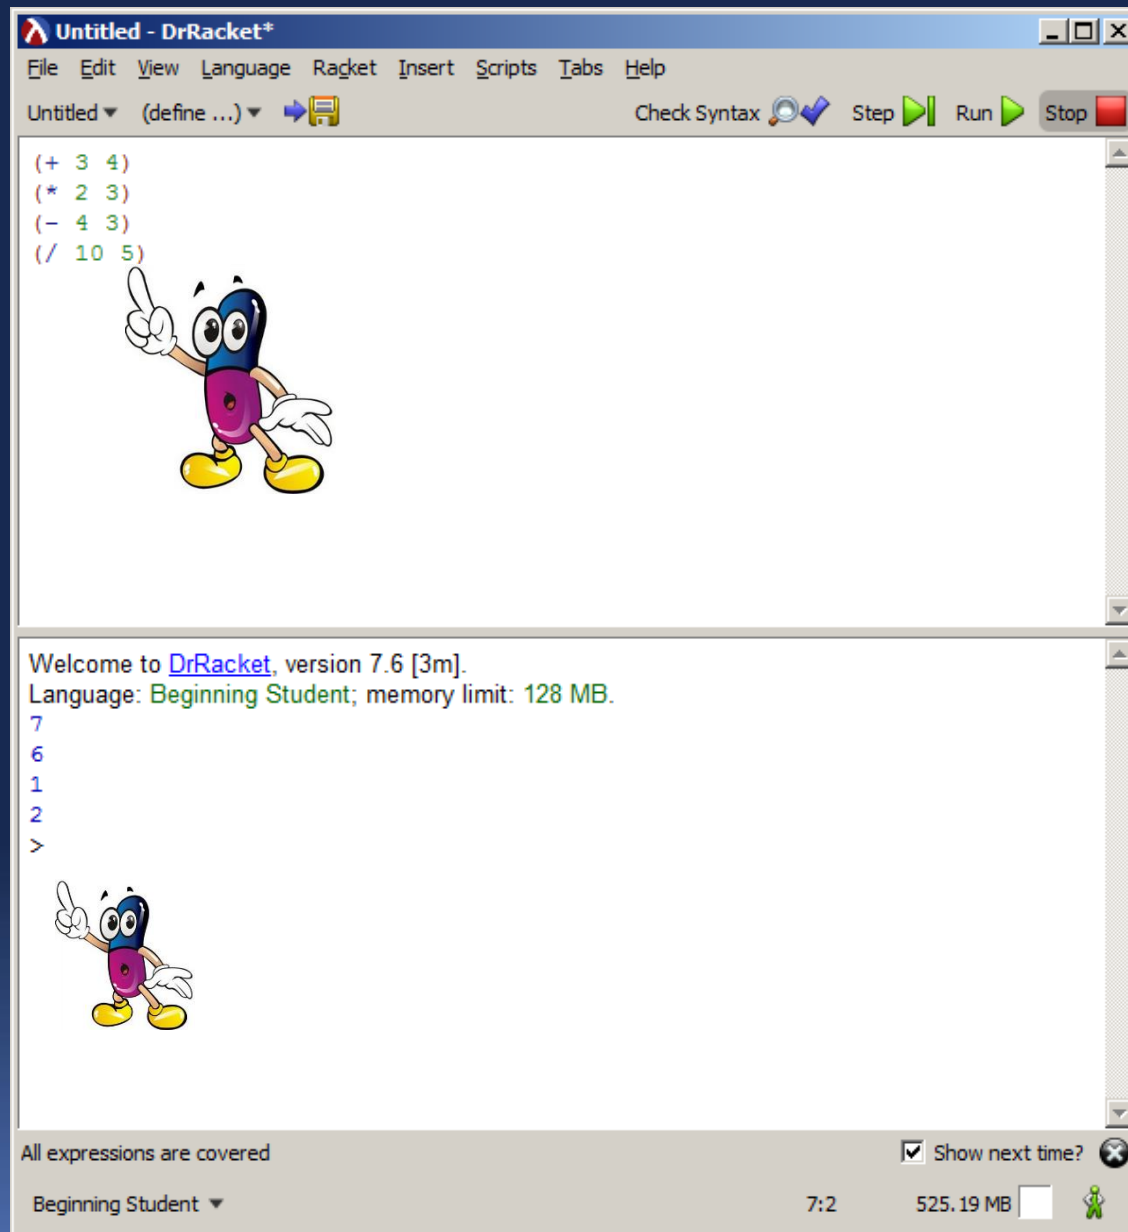 Untitled - DrRacket*
File Edit View Language Racket Insert Scripts Tabs Help
Untitled (define ...) Check Syntax Step Run Stop
(+ 3 4)
(* 2 3)
(- 4 3)
(/ 10 5)
Welcome to DrRacket, version 7.6 [3m].
Language: Beginning Student; memory limit: 128 MB.
7
6
1
2
>
All expressions are covered Show next time?
Beginning Student 7:2 525.19 MB